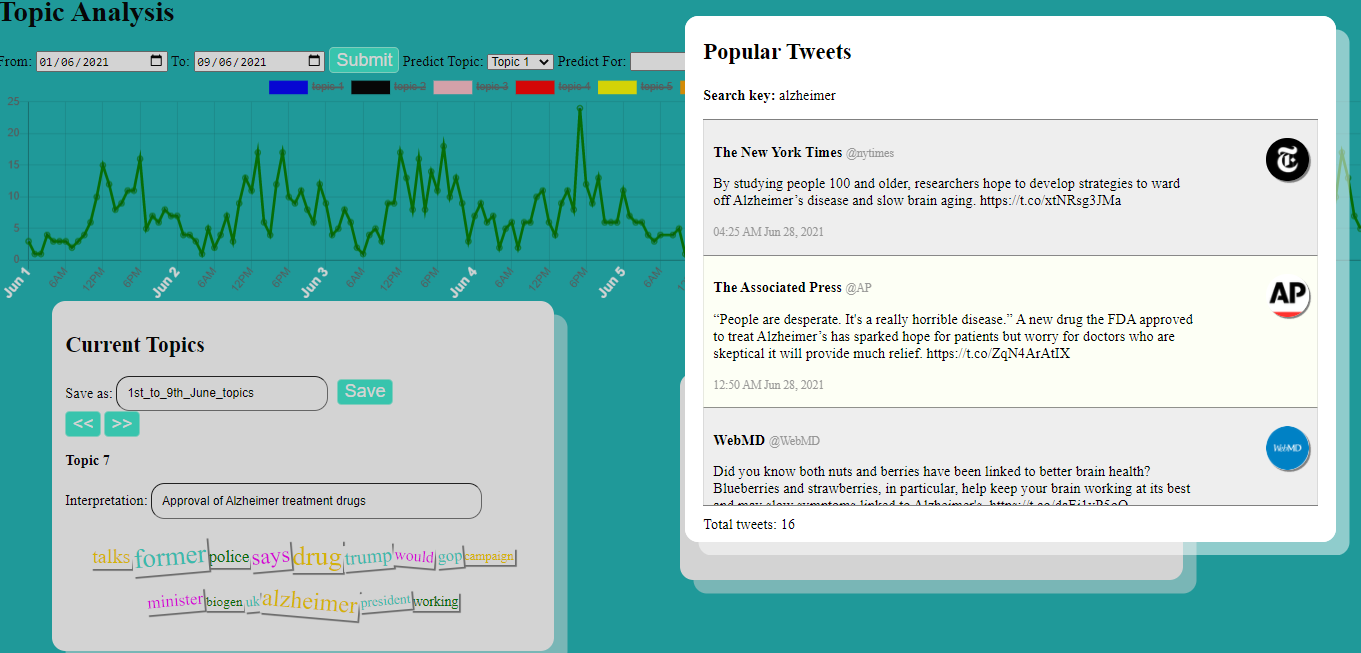 Topic Analysis
From: 01/06/2021 To: 09/06/2021 Submit Predict Topic: Topic 1 Predict For:
topic 1 topic 2 topic 3 topic 4 topic 5
25
20
15
10
5
0
Jun 1 6AM 12PM 6PM Jun 2 6AM 12PM 6PM Jun 3 6AM 12PM 6PM Jun 4 6AM 12PM 6PM Jun 5 6AM
Current Topics
Save as: 1st_to_9th_June_topics Save
<< >>
Topic 7
Interpretation: Approval of Alzheimer treatment drugs
talks former police says drug trump would gop campaign
minister biogen uk alzheimer president working
Popular Tweets
Search key: alzheimer
The New York Times @nytimes
By studying people 100 and older, researchers hope to develop strategies to ward
off Alzheimer’s disease and slow brain aging. https://t.co/xtNRsg3JMa
04:25 AM Jun 28, 2021
The Associated Press @AP
AP
“People are desperate. It's a really horrible disease.” A new drug the FDA approved
to treat Alzheimer’s has sparked hope for patients but worry for doctors who are
skeptical it will provide much relief. https://t.co/ZqN4ArAtIX
12:50 AM Jun 28, 2021
WebMD @WebMD
WebMD
Did you know both nuts and berries have been linked to better brain health?
Blueberries and strawberries, in particular, help keep your brain working at its best
and may slow symptoms linked to Alzheimer's.
Total tweets: 16